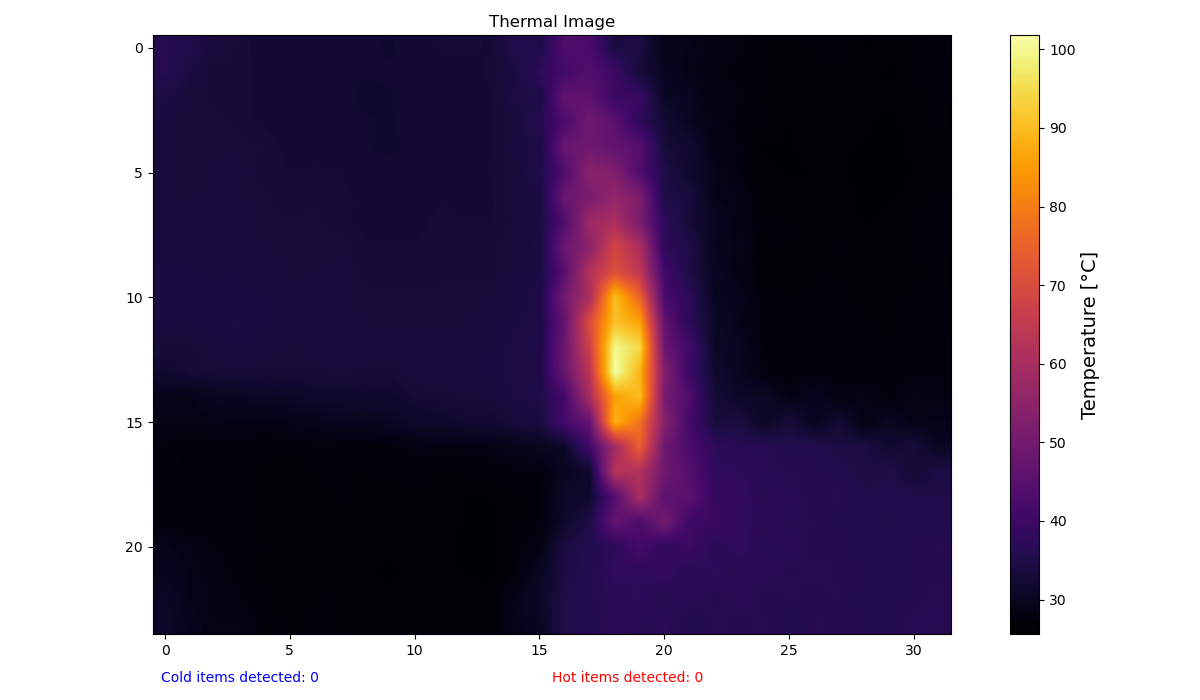 Thermal Image
0
5
10
15
20
0 5 10 15 20 25 30
100
90
80
70
60
50
40
30
Temperature [°C]
Cold items detected: 0
Hot items detected: 0